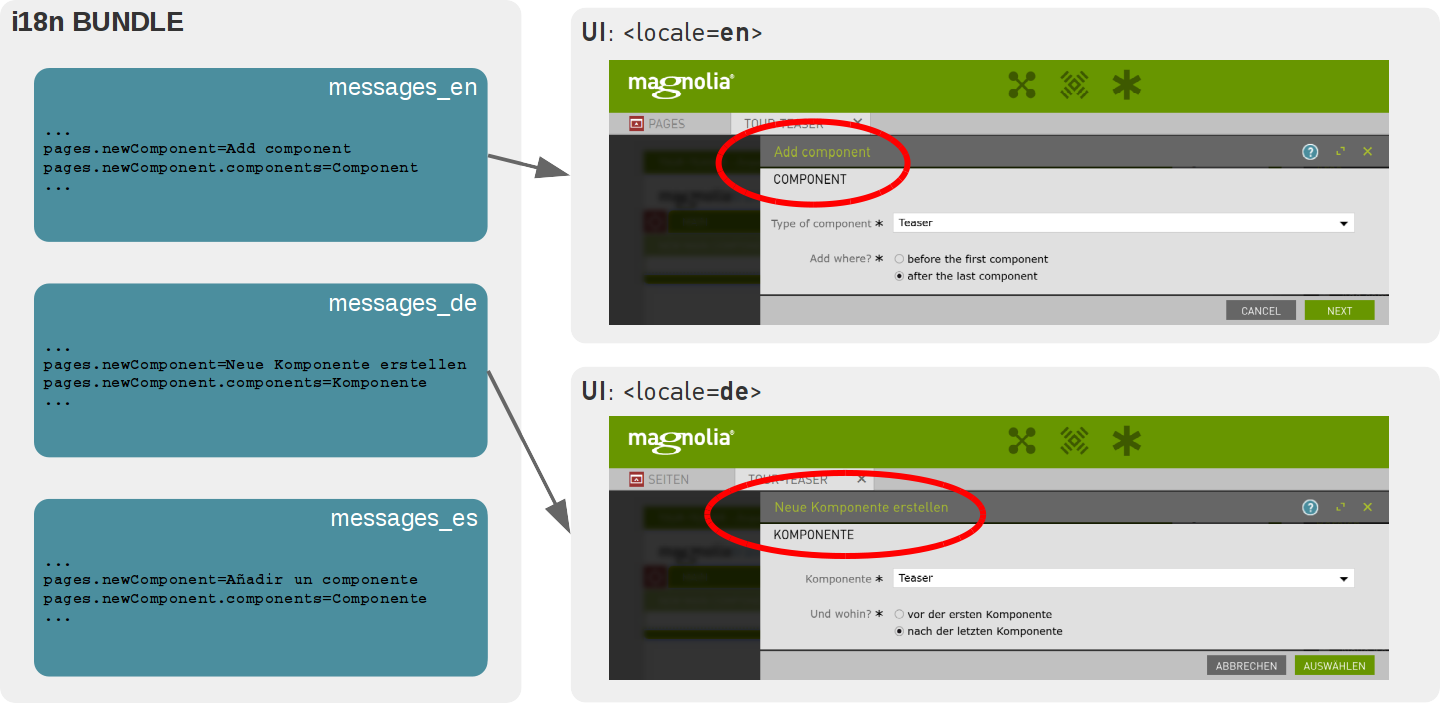 i18n BUNDLE
messages_en
...
pages.newComponent=Add component
pages.newComponent.components=Component
...
messages_de
...
pages.newComponent=Neue Komponente erstellen
pages.newComponent.components=Komponente
...
messages_es
...
pages.newComponent=Añadir un componente
pages.newComponent.components=Componente
...
UI: <locale=en>
magnolia®
PAGES
TOUR-TEASER
Add component
?
COMPONENT
Type of component * Teaser
Add where? * before the first component
after the last component
CANCEL NEXT
UI: <locale=de>
magnolia®
SEITEN
TOUR-TEASER
Neue Komponente erstellen
?
KOMPONENTE
Komponente * Teaser
Und wohin? * vor der ersten Komponente
nach der letzten Komponente
ABBRECHEN AUSWÄHLEN